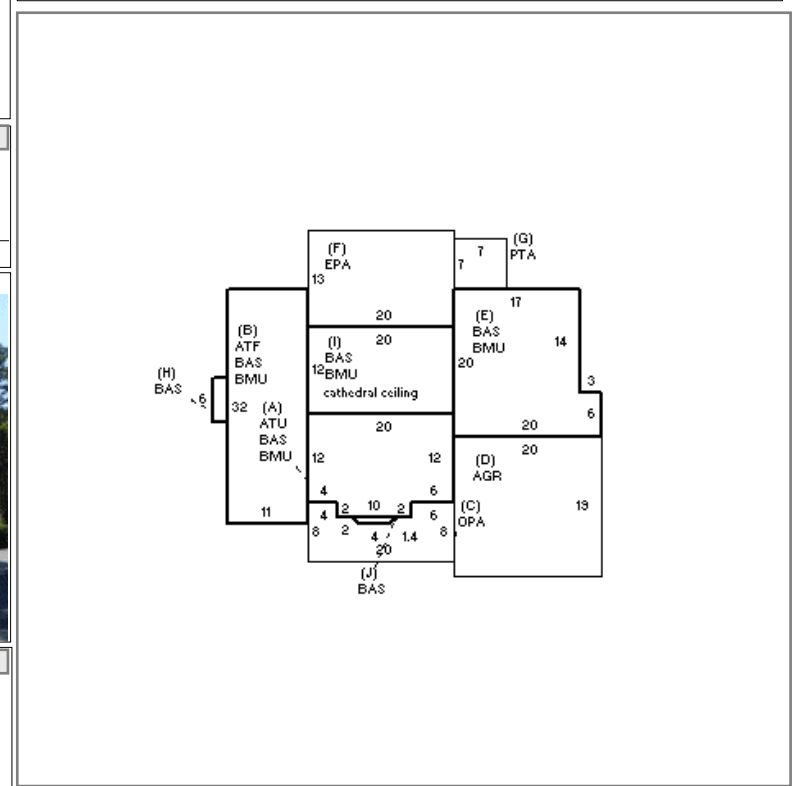 (F)
EPA
13
20
7
7
(G)
PTA
17
(B)
ATF
BAS
BMU
32
11
(H)
BAS
6
(A)
ATU
BAS
BMU
20
(I)
BAS
12 BMU
cathedral ceiling
(E)
BAS
BMU
20
14
3
6
20
20
12
12
4
2
10
2
6
4
8
2
4
1.4
6
8
20
(C)
OPA
20
(D)
AGR
19
(J)
BAS